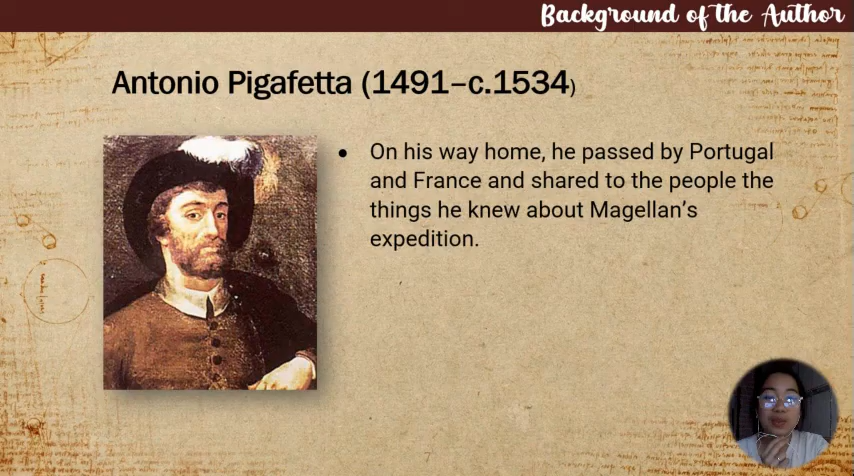 Background of the Author
Antonio Pigafetta (1491–c.1534)
● On his way home, he passed by Portugal
and France and shared to the people the
things he knew about Magellan’s
expedition.
7